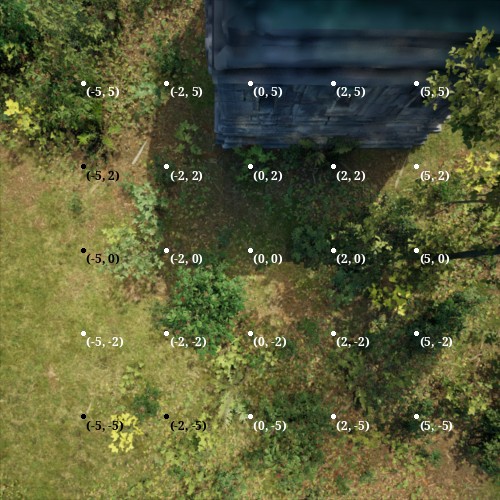 (-5, 5) (-2, 5) (0, 5) (2, 5) (5, 5)
(-5, 2) (-2, 2) (0, 2) (2, 2) (5, 2)
(-5, 0) (-2, 0) (0, 0) (2, 0) (5, 0)
(-5, -2) (-2, -2) (0, -2) (2, -2) (5, -2)
(-5, -5) (-2, -5) (0, -5) (2, -5) (5, -5)